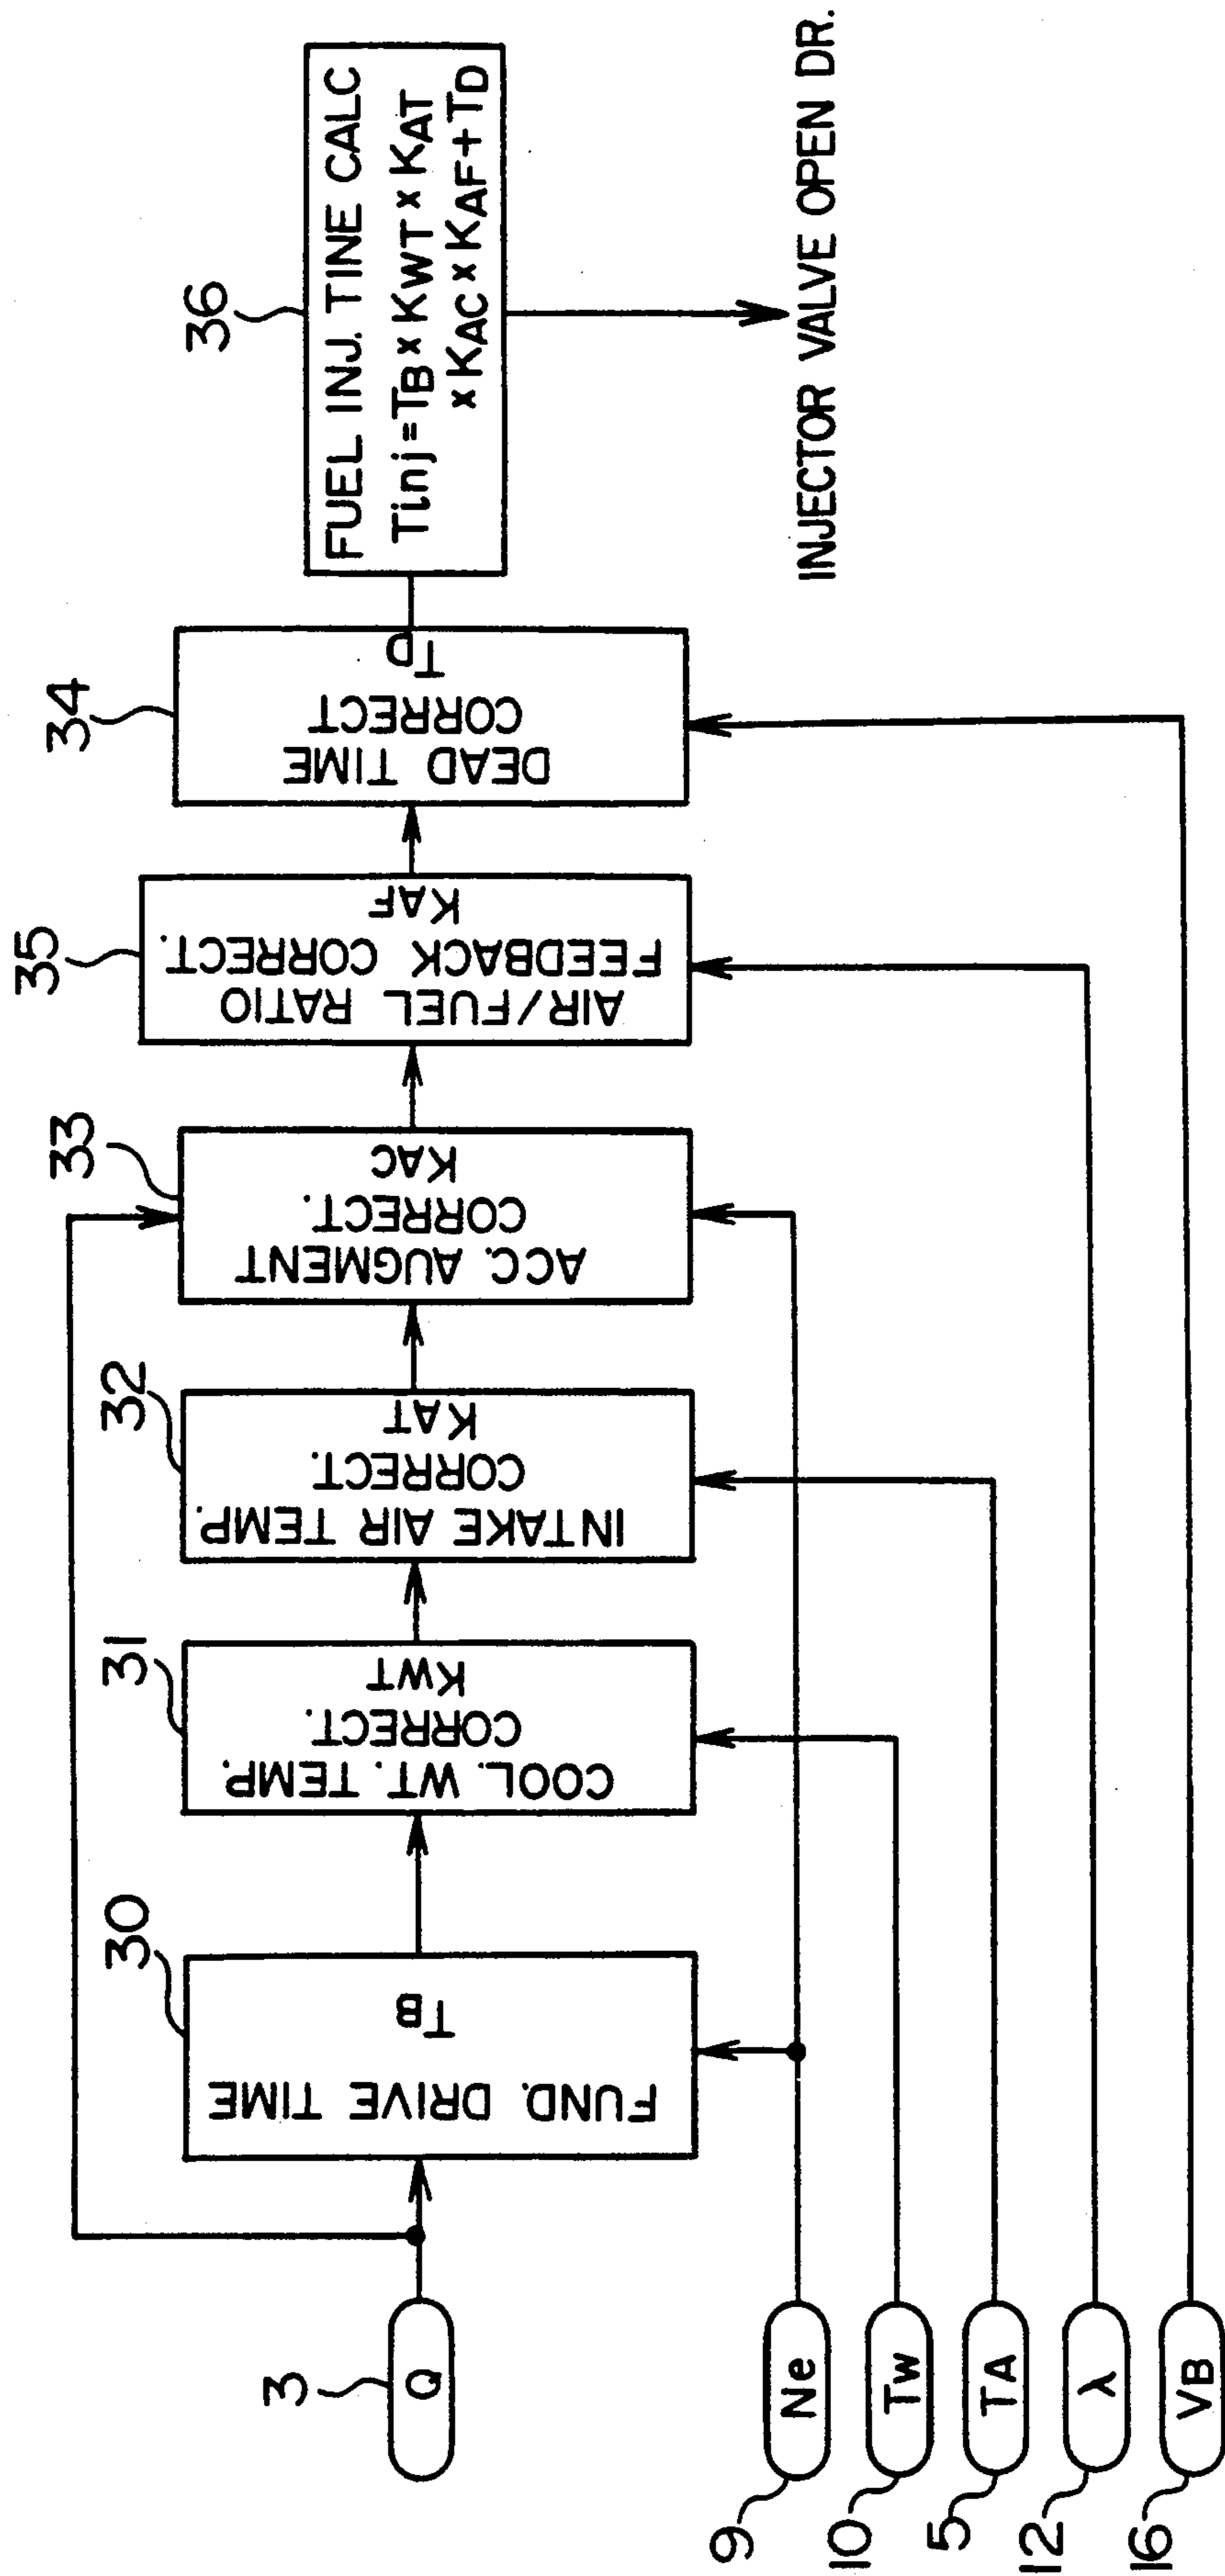 3
Q
30
FUND. DRIVE TIME
TB
31
COOL. WT. TEMP.
CORRECT.
KWT
32
INTAKE AIR TEMP.
CORRECT.
KAT
33
ACC. AUGMENT
CORRECT.
KAC
35
AIR/FUEL RATIO
FEEDBACK CORRECT.
KAF
34
DEAD TIME
CORRECT
TD
36
FUEL INJ. TINE CALC
Tinj=TB×KWT×KAT
×KAC×KAF+TD
INJECTOR VALVE OPEN DR.
9
Ne
10
Tw
5
TA
12
λ
16
VB